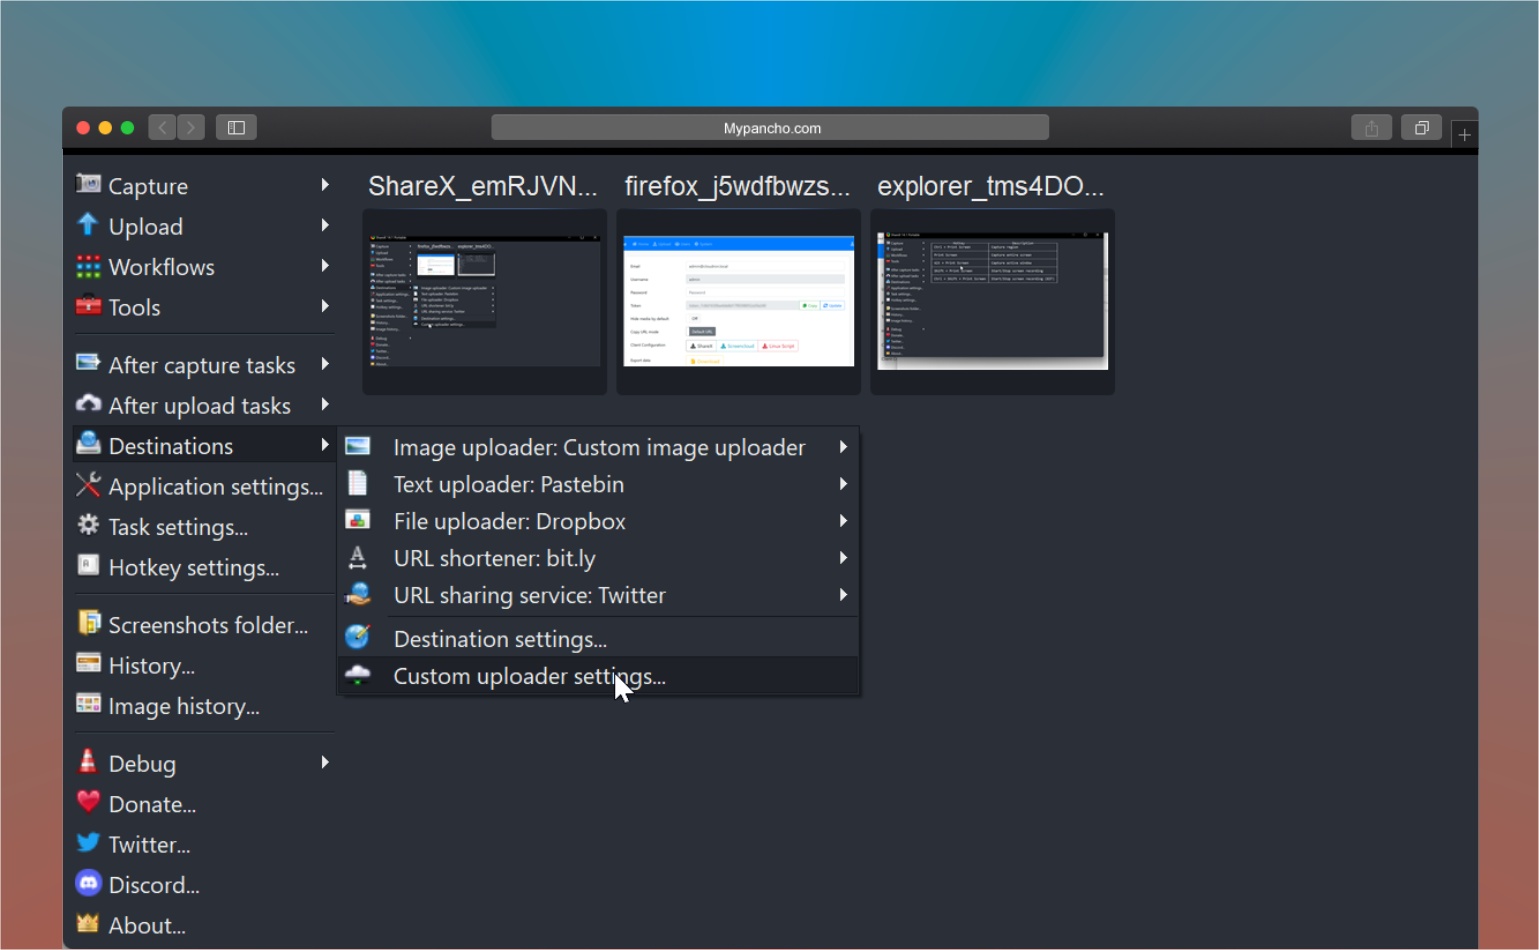 Mypancho.com
Capture
Upload
Workflows
Tools
After capture tasks
After upload tasks
Destinations
Application settings...
Task settings...
Hotkey settings...
Screenshots folder...
History...
Image history...
Debug
Donate...
Twitter...
Discord...
About...
ShareX_emRJVN...
firefox_j5wdfbwzs...
explorer_tms4DO...
Image uploader: Custom image uploader
Text uploader: Pastebin
File uploader: Dropbox
URL shortener: bit.ly
URL sharing service: Twitter
Destination settings...
Custom uploader settings...